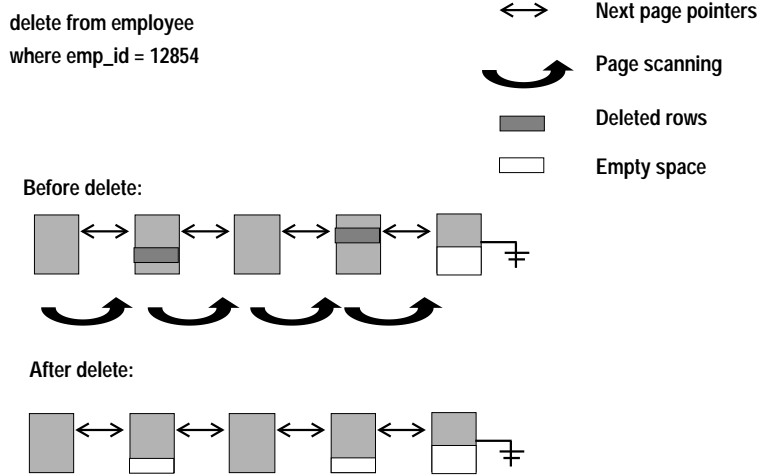 delete from employee
where emp_id = 12854
Next page pointers
Page scanning
Deleted rows
Empty space
Before delete:
After delete: